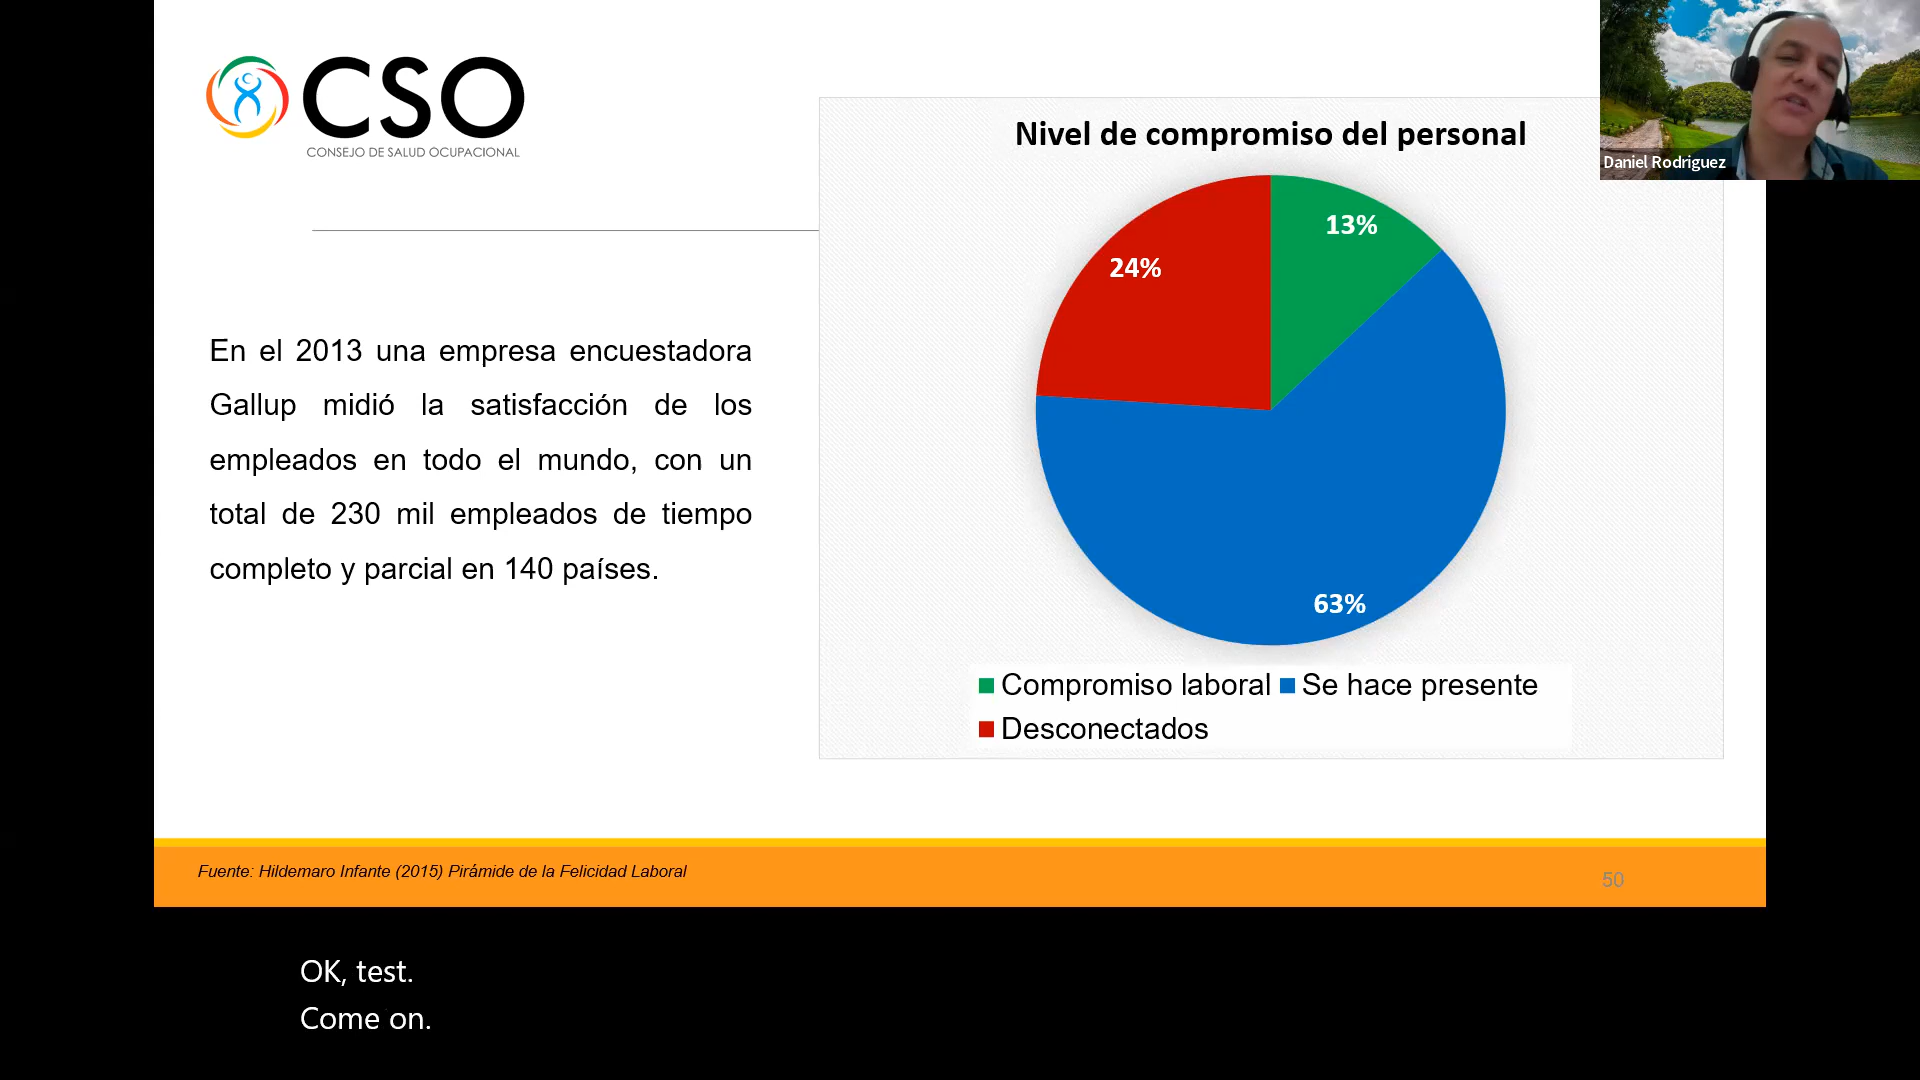 CSO
CONSEJO DE SALUD OCUPACIONAL
Daniel Rodriguez
En el 2013 una empresa encuestadora
Gallup midió la satisfacción de los
empleados en todo el mundo, con un
total de 230 mil empleados de tiempo
completo y parcial en 140 países.
Nivel de compromiso del personal
13%
24%
63%
Compromiso laboral Se hace presente
Desconectados
Fuente: Hildemaro Infante (2015) Pirámide de la Felicidad Laboral
50
OK, test.
Come on.